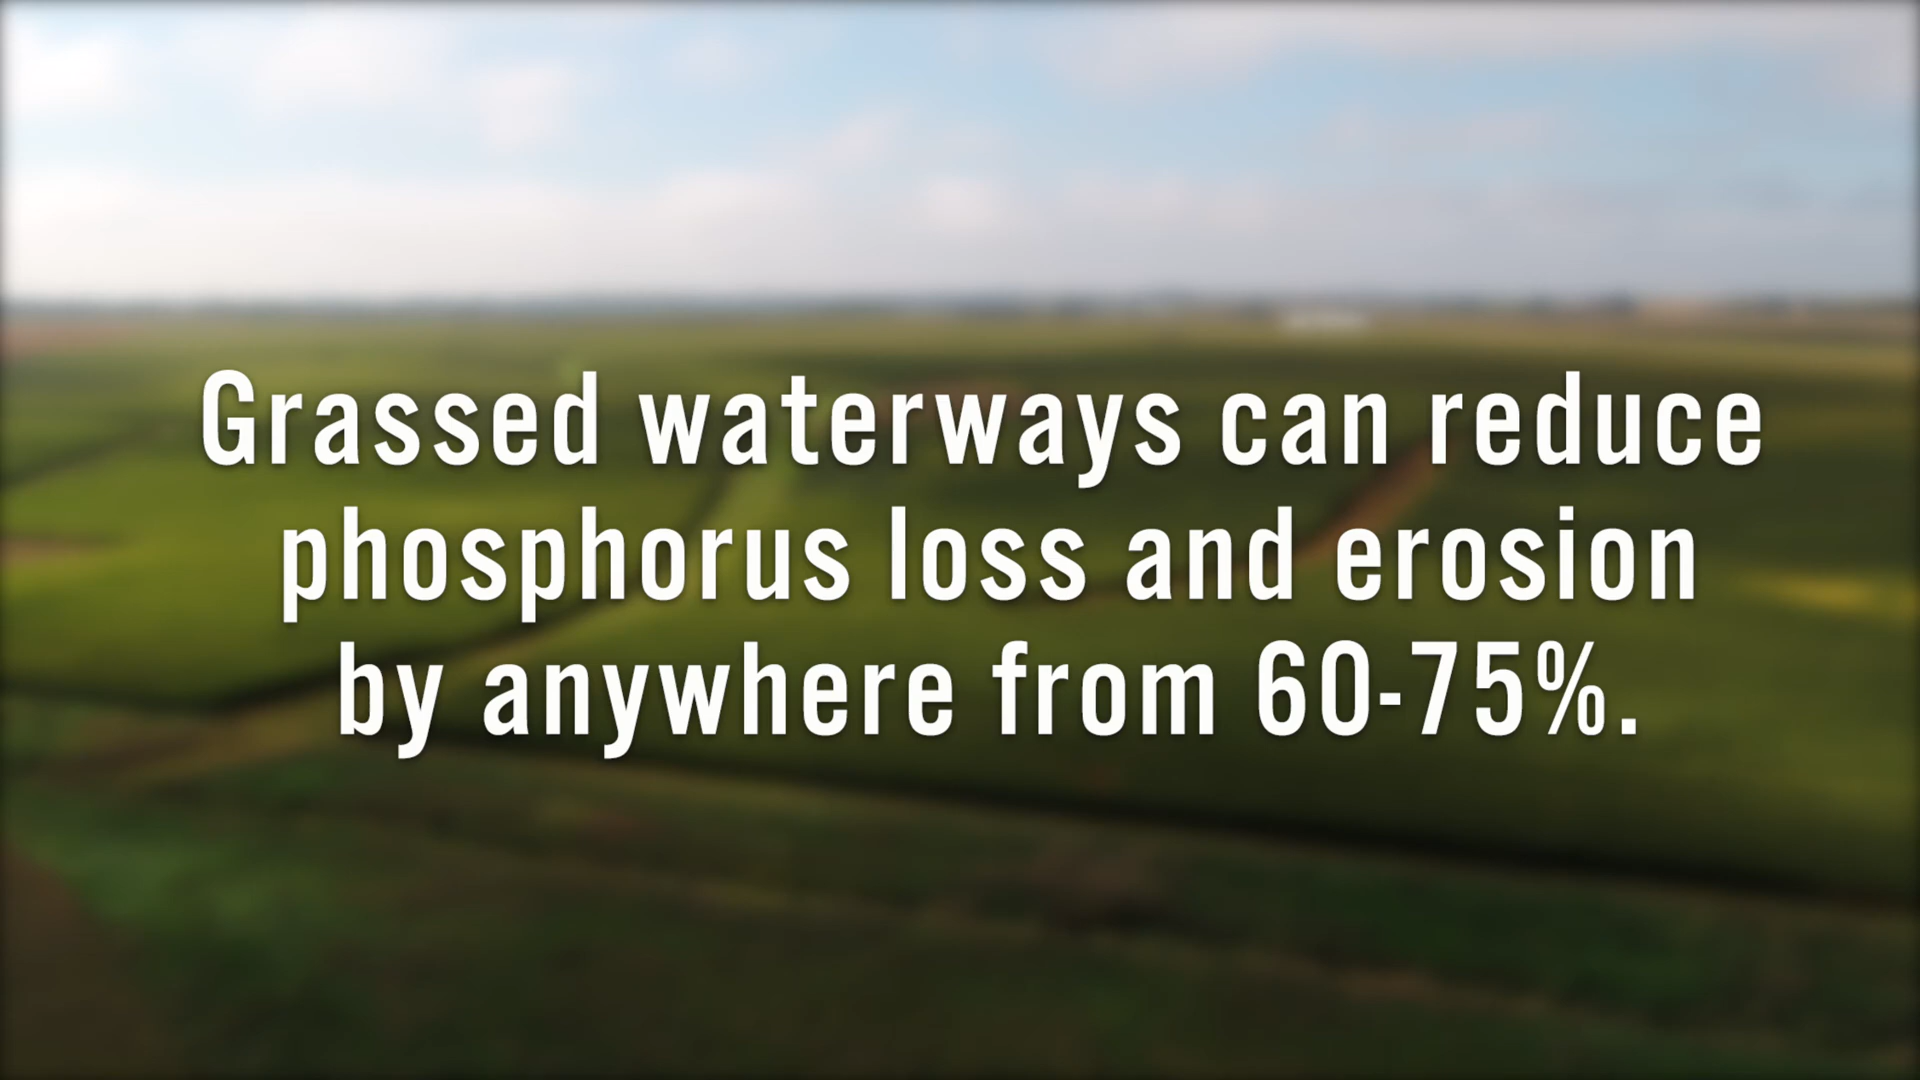 Grassed waterways can reduce
phosphorus loss and erosion
by anywhere from 60-75%.